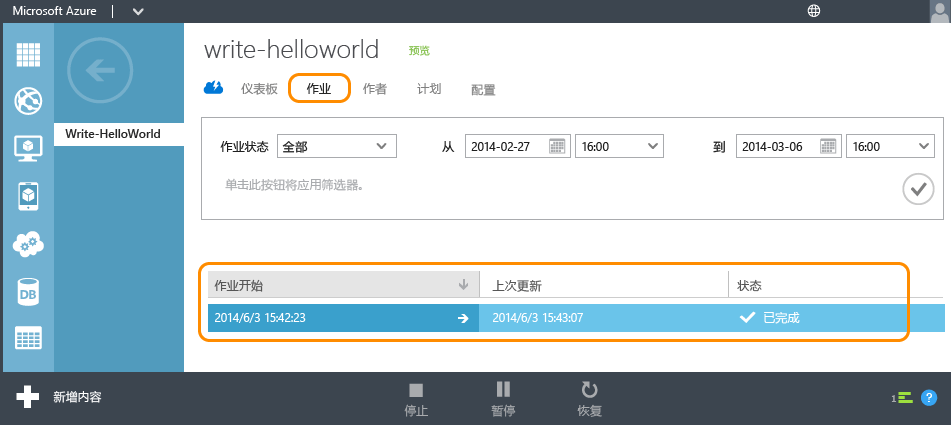 Microsoft Azure
write-helloworld 预览
仪表板 作业 作者 计划 配置
Write-HelloWorld
作业状态 全部 从 2014-02-27 16:00 到 2014-03-06 16:00
单击此按钮将应用筛选器。
作业开始 上次更新 状态
2014/6/3 15:42:23 2014/6/3 15:43:07 已完成
DB
新增内容 停止 暂停 恢复 1 ?